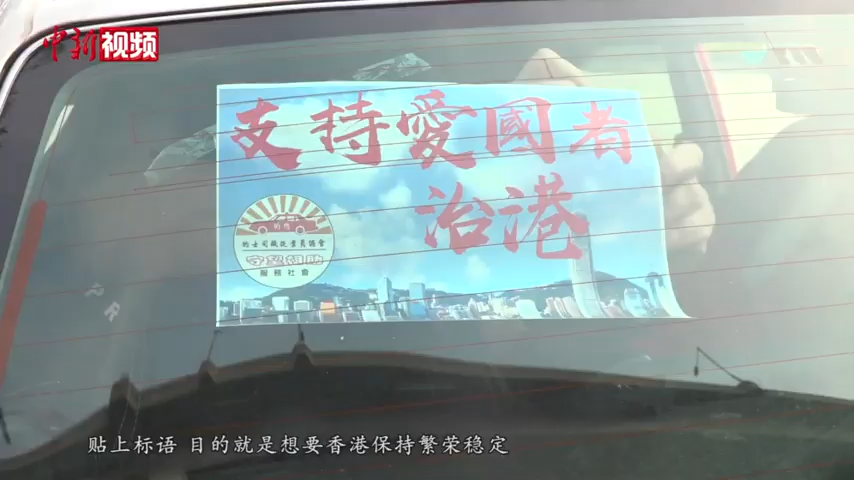 中新视频
支持愛國者
治港
的士司機從業員協會
守望相助
服務社會
贴上标语 目的就是想要香港保持繁荣稳定